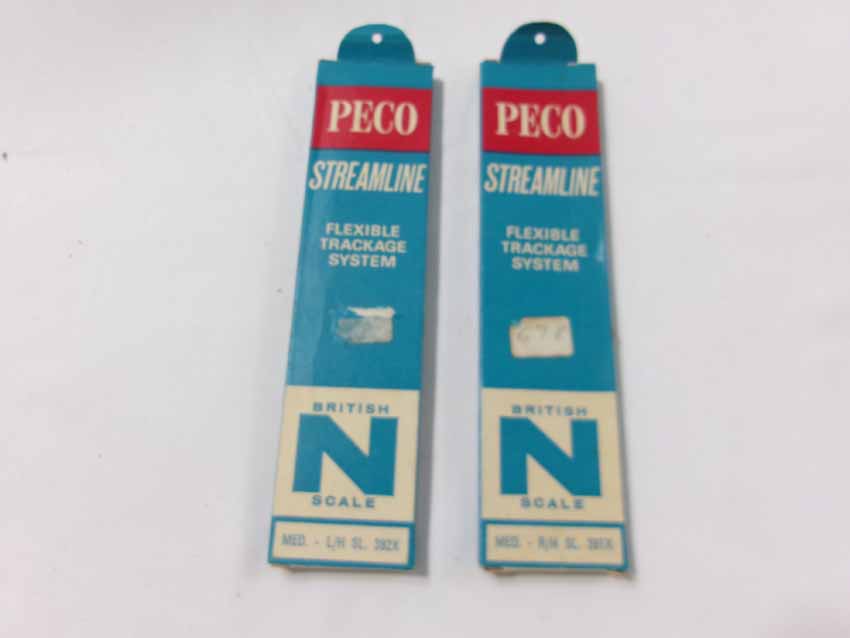 PECO
STREAMLINE
FLEXIBLE
TRACKAGE
SYSTEM
BRITISH
N
SCALE
MED. - L/H SL. 392X
PECO
STREAMLINE
FLEXIBLE
TRACKAGE
SYSTEM
BRITISH
N
SCALE
MED. - R/H SL.